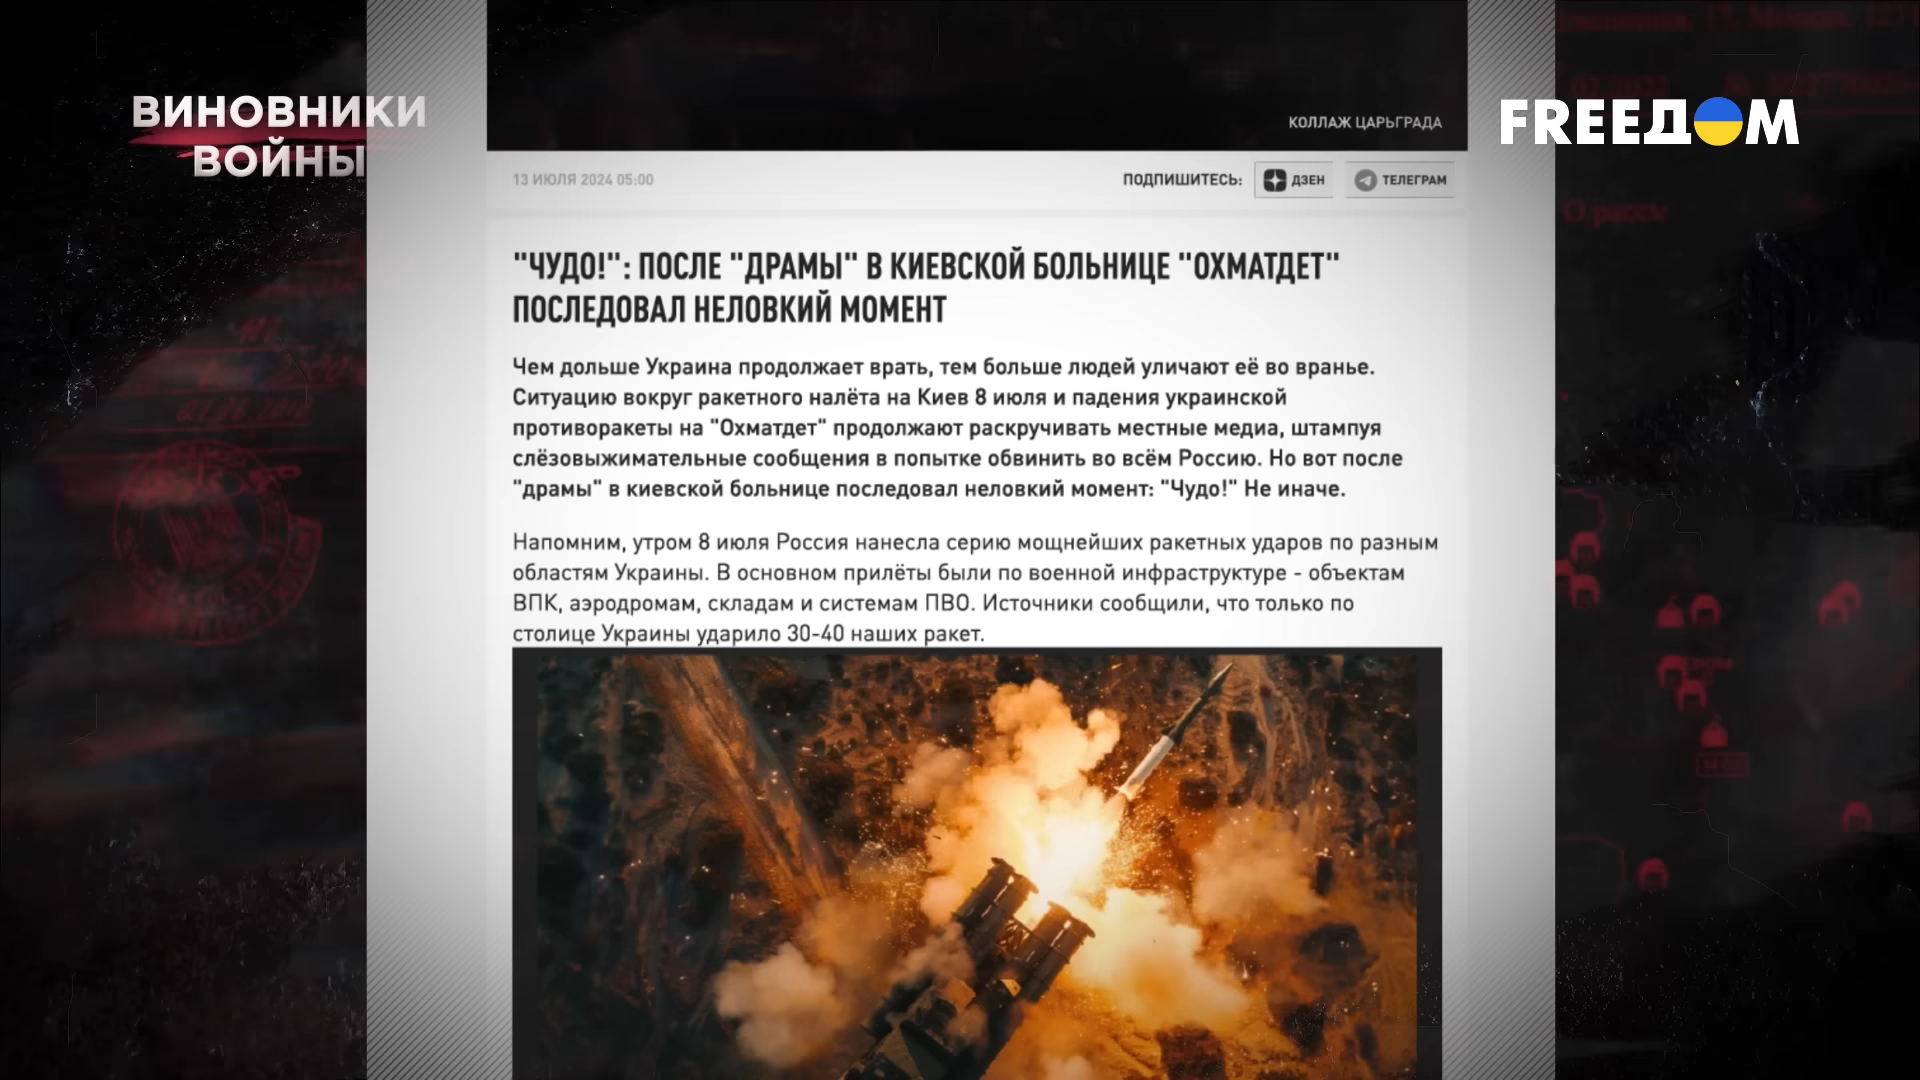 ВИНОВНИКИ
ВОЙНЫ
FREEДOM
КОЛЛАЖ ЦАРЬГРАДА
13 ИЮЛЯ 2024 05:00
ПОДПИШИТЕСЬ:
ДЗЕН
ТЕЛЕГРАМ
"ЧУДО!": ПОСЛЕ "ДРАМЫ" В КИЕВСКОЙ БОЛЬНИЦЕ "ОХМАТДЕТ"
ПОСЛЕДОВАЛ НЕЛОВКИЙ МОМЕНТ
Чем дольше Украина продолжает врать, тем больше людей уличают её во вранье.
Ситуацию вокруг ракетного налёта на Киев 8 июля и падения украинской
противоракеты на "Охматдет" продолжают раскручивать местные медиа, штампуя
слёзовыжимательные сообщения в попытке обвинить во всём Россию. Но вот после
"драмы" в киевской больнице последовал неловкий момент: "Чудо!" Не иначе.
Напомним, утром 8 июля Россия нанесла серию мощнейших ракетных ударов по разным
областям Украины. В основном прилёты были по военной инфраструктуре - объектам
ВПК, аэродромам, складам и системам ПВО. Источники сообщили, что только по
столице Украины ударило 30-40 наших ракет.